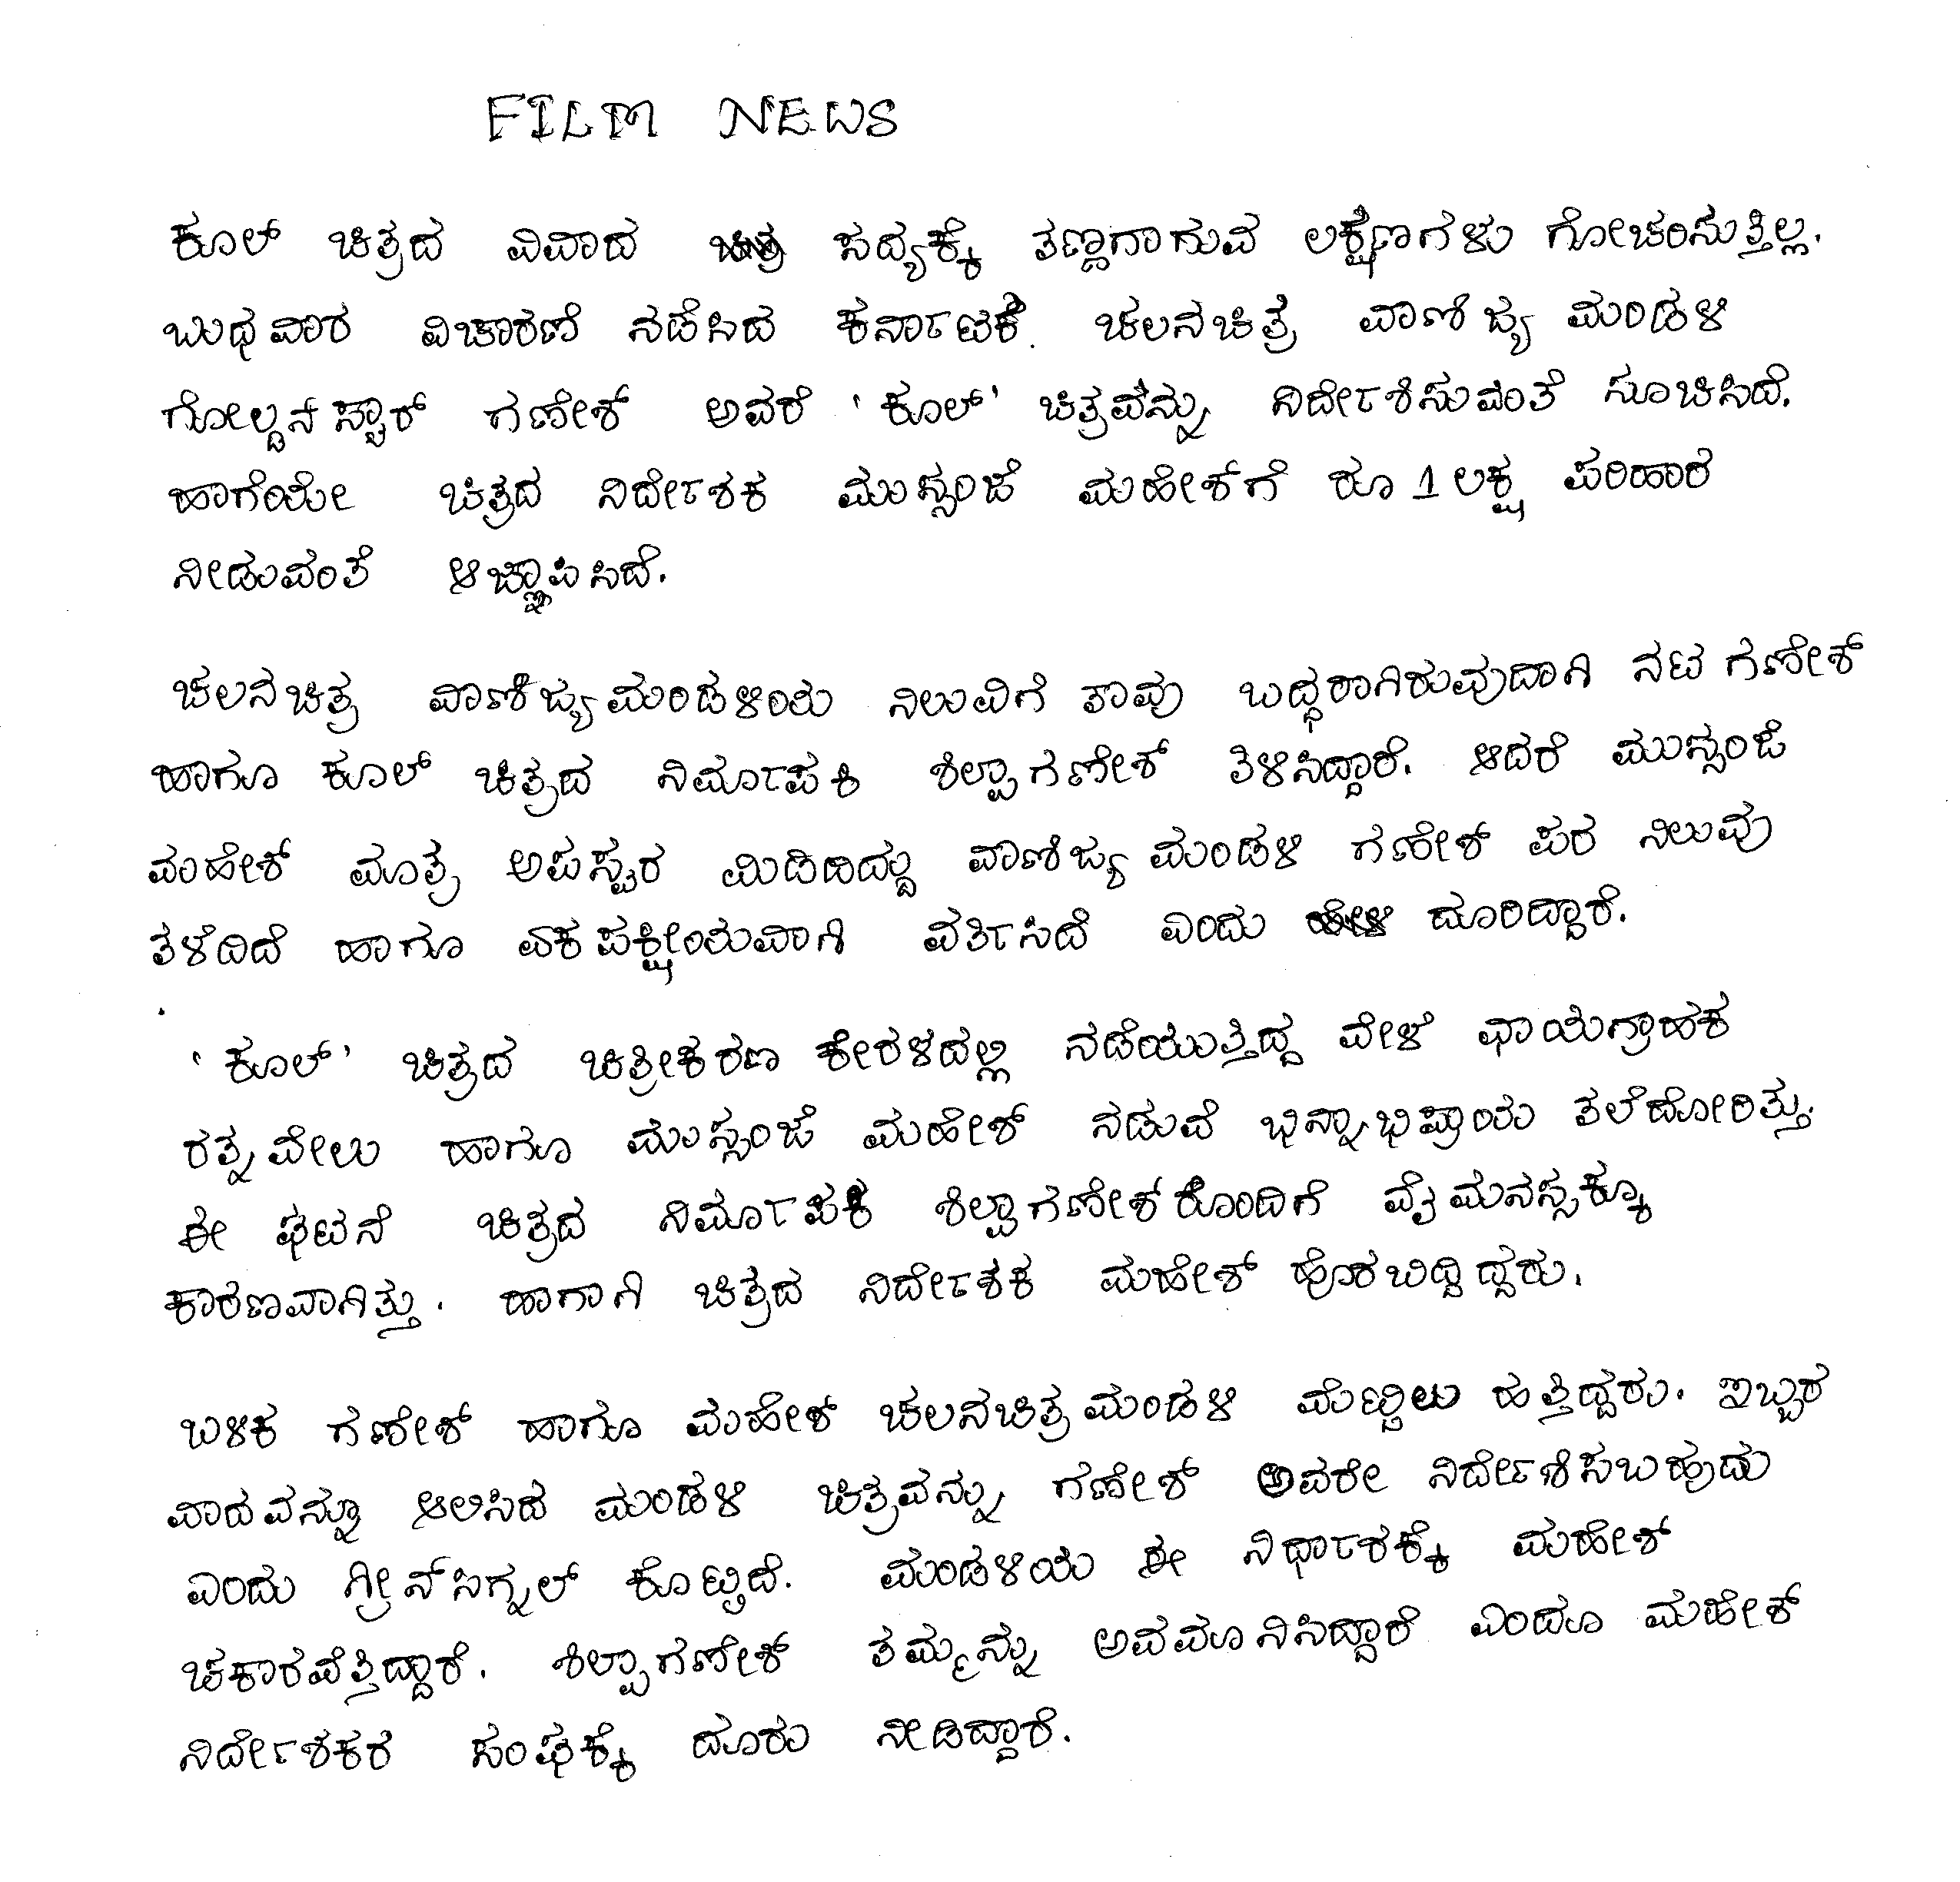 FILM NEWS
ಕೂಲ್ ಚಿತ್ರದ ವಿವಾದ ಸದ್ಯಕ್ಕೆ ತಣ್ಣಗಾಗುವ ಲಕ್ಷಣಗಳು ಗೋಚರಿಸುತ್ತಿಲ್ಲ.
ಬುಧವಾರ ವಿಚಾರಣೆ ನಡೆಸಿದ ಕರ್ನಾಟಕ ಚಲನಚಿತ್ರ ವಾಣಿಜ್ಯ ಮಂಡಳಿ
ಗೋಲ್ಡನ್ ಸ್ಟಾರ್ ಗಣೇಶ್ ಅವರೆ 'ಕೂಲ್' ಚಿತ್ರವನ್ನು ನಿರ್ದೇಶಿಸುವಂತೆ ಸೂಚಿಸಿದೆ.
ಹಾಗೆಯೇ ಚಿತ್ರದ ನಿರ್ದೇಶಕ ಮುಸ್ಸಂಜೆ ಮಹೇಶ್‌ಗೆ ರೂ 1 ಲಕ್ಷ ಪರಿಹಾರ
ನೀಡುವಂತೆ ಆಜ್ಞಾಪಿಸಿದೆ.
ಚಲನಚಿತ್ರ ವಾಣಿಜ್ಯಮಂಡಳಿಯ ನಿಲುವಿಗೆ ತಾವು ಬದ್ಧರಾಗಿರುವುದಾಗಿ ನಟ ಗಣೇಶ್
ಹಾಗೂ ಕೂಲ್ ಚಿತ್ರದ ನಿರ್ಮಾಪಕಿ ಶಿಲ್ಪಾಗಣೇಶ್ ತಿಳಿಸಿದ್ದಾರೆ. ಆದರೆ ಮುಸ್ಸಂಜೆ
ಮಹೇಶ್ ಮಾತ್ರ ಅಪಸ್ವರ ಮಿಡಿದಿದ್ದು ವಾಣಿಜ್ಯ ಮಂಡಳಿ ಗಣೇಶ್ ಪರ ನಿಲುವು
ತಳೆದಿದೆ ಹಾಗೂ ಏಕಪಕ್ಷೀಯವಾಗಿ ವರ್ತಿಸಿದೆ ಎಂದು ದೂರಿದ್ದಾರೆ.
'ಕೂಲ್' ಚಿತ್ರದ ಚಿತ್ರೀಕರಣ ಕೇರಳದಲ್ಲಿ ನಡೆಯುತ್ತಿದ್ದ ವೇಳೆ ಛಾಯಗ್ರಾಹಕ
ರತ್ನವೇಲು ಹಾಗೂ ಮುಸ್ಸಂಜೆ ಮಹೇಶ್ ನಡುವೆ ಭಿನ್ನಾಭಿಪ್ರಾಯ ತಲೆದೋರಿತ್ತು.
ಈ ಘಟನೆ ಚಿತ್ರದ ನಿರ್ಮಾಪಕಿ ಶಿಲ್ಪಾಗಣೇಶ್‌ರೊಂದಿಗೆ ವೈಮನಸ್ಸಕ್ಕೂ
ಕಾರಣವಾಗಿತ್ತು. ಹಾಗಾಗಿ ಚಿತ್ರದ ನಿರ್ದೇಶಕ ಮಹೇಶ್ ಹೊರಬಿದ್ದಿದ್ದರು.
ಬಳಿಕ ಗಣೇಶ್ ಹಾಗೂ ಮಹೇಶ್ ಚಲನಚಿತ್ರ ಮಂಡಳಿ ಮೆಣ್ಟಿಲು ಹತ್ತಿದ್ದರು. ಇಬ್ಬರ
ವಾದವನ್ನೂ ಆಲಿಸಿದ ಮಂಡಳಿ ಚಿತ್ರವನ್ನು ಗಣೇಶ್ ಅವರೇ ನಿರ್ದೇಶಿಸಬಹುದು
ಎಂದು ಗ್ರೀನ್‌ಸಿಗ್ನಲ್ ಕೊಟ್ಟಿದೆ. ಮಂಡಳಿಯ ಈ ನಿರ್ಧಾರಕ್ಕೆ ಮಹೇಶ್
ಚಕಾರವೆತ್ತಿದ್ದಾರೆ. ಶಿಲ್ಪಾಗಣೇಶ್ ತಮ್ಮನ್ನು ಅವಮಾನಿಸಿದ್ದಾರೆ ಎಂದೂ ಮಹೇಶ್
ನಿರ್ದೇಶಕರ ಸಂಘಕ್ಕೆ ದೂರು ನೀಡಿದ್ದಾರೆ.